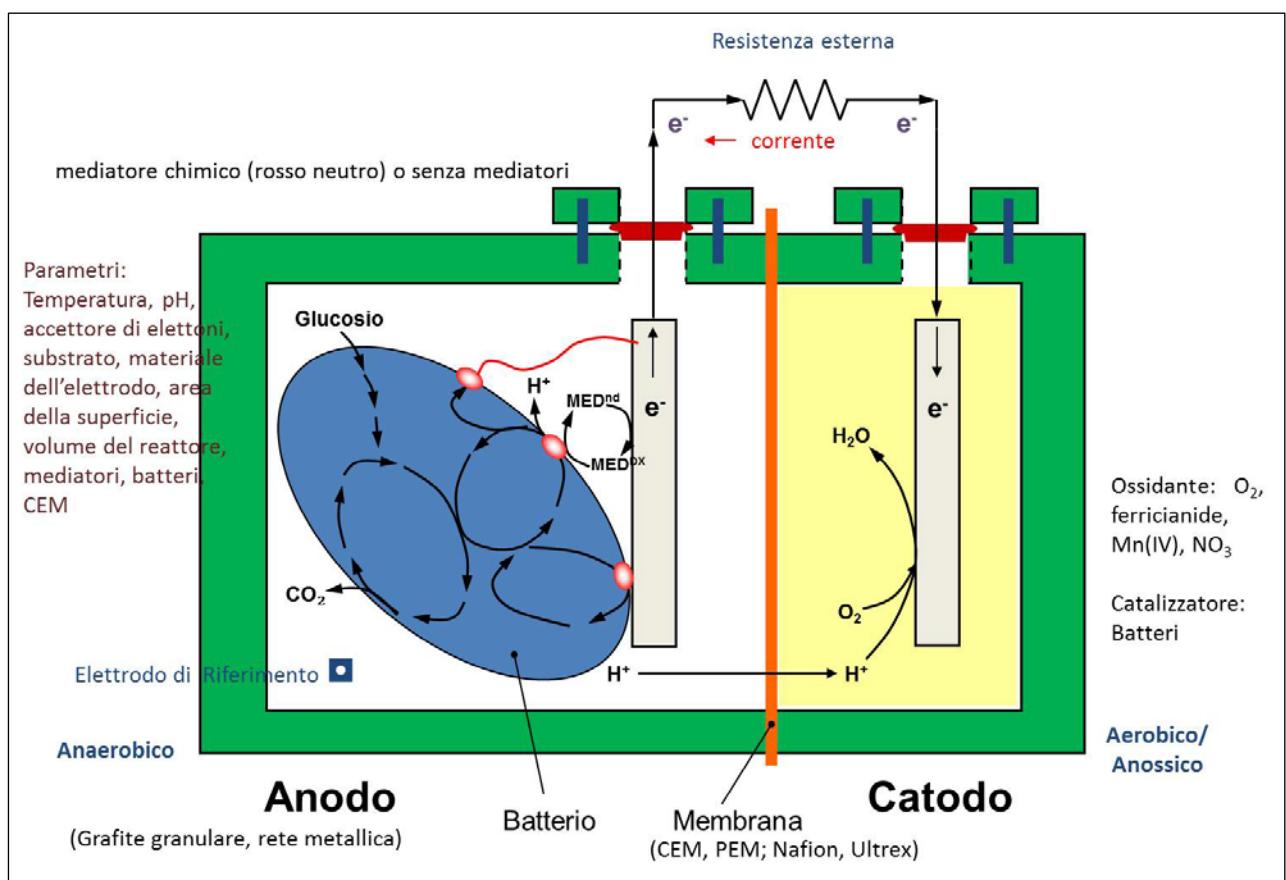 Resistenza esterna
e-
e-
corrente
mediatore chimico (rosso neutro) o senza mediatori
Parametri:
Temperatura, pH,
accettore di elettoni,
substrato, materiale
dell'elettrodo, area
della superficie,
volume del reattore,
mediatori, batteri,
CEM
Glucosio
H+
MEDnd
MEDDX
e-
CO2
H+
Elettrodo di Riferimento
Anaerobico
e-
H2O
O2
H+
Ossidante: O2,
ferricianide,
Mn(IV), NO3
Catalizzatore:
Batteri
Aerobico/
Anossico
Anodo
(Grafite granulare, rete metallica)
Batterio
Membrana
(CEM, PEM; Nafion, Ultrex)
Catodo